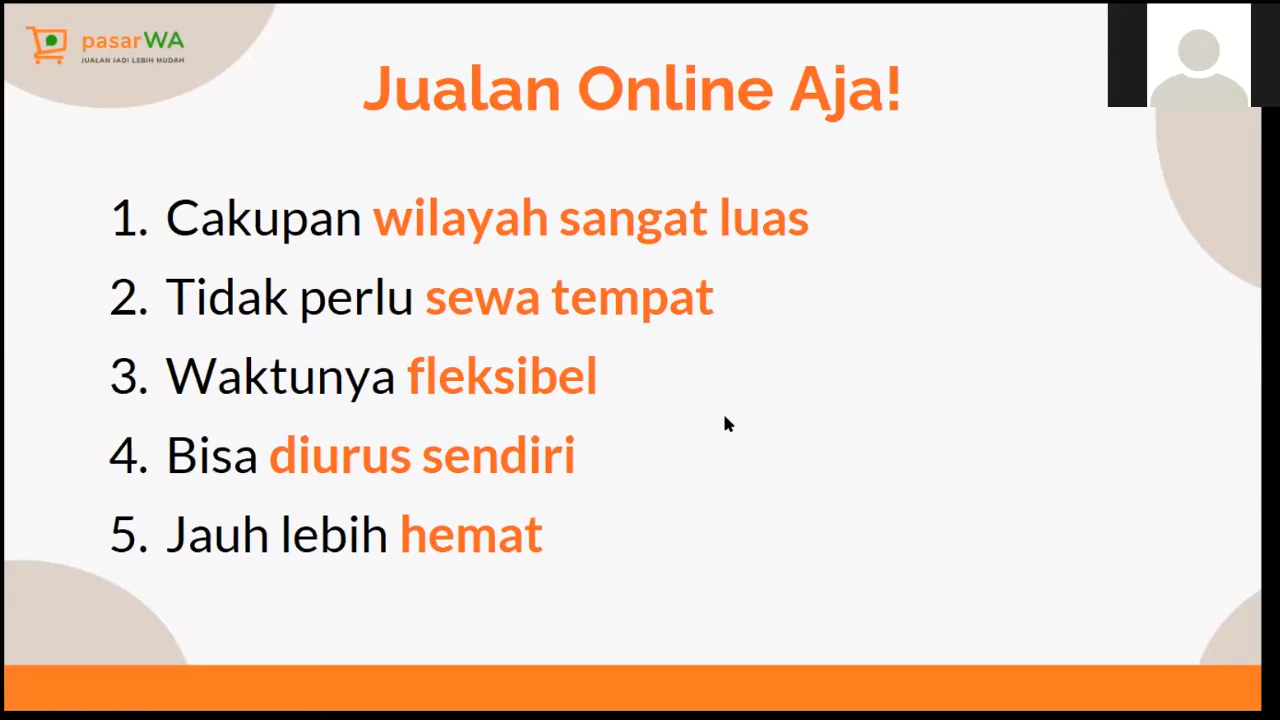 pasarWA
JUALAN JADI LEBIH MUDAH
Jualan Online Aja!
1. Cakupan wilayah sangat luas
2. Tidak perlu sewa tempat
3. Waktunya fleksibel
4. Bisa diurus sendiri
5. Jauh lebih hemat